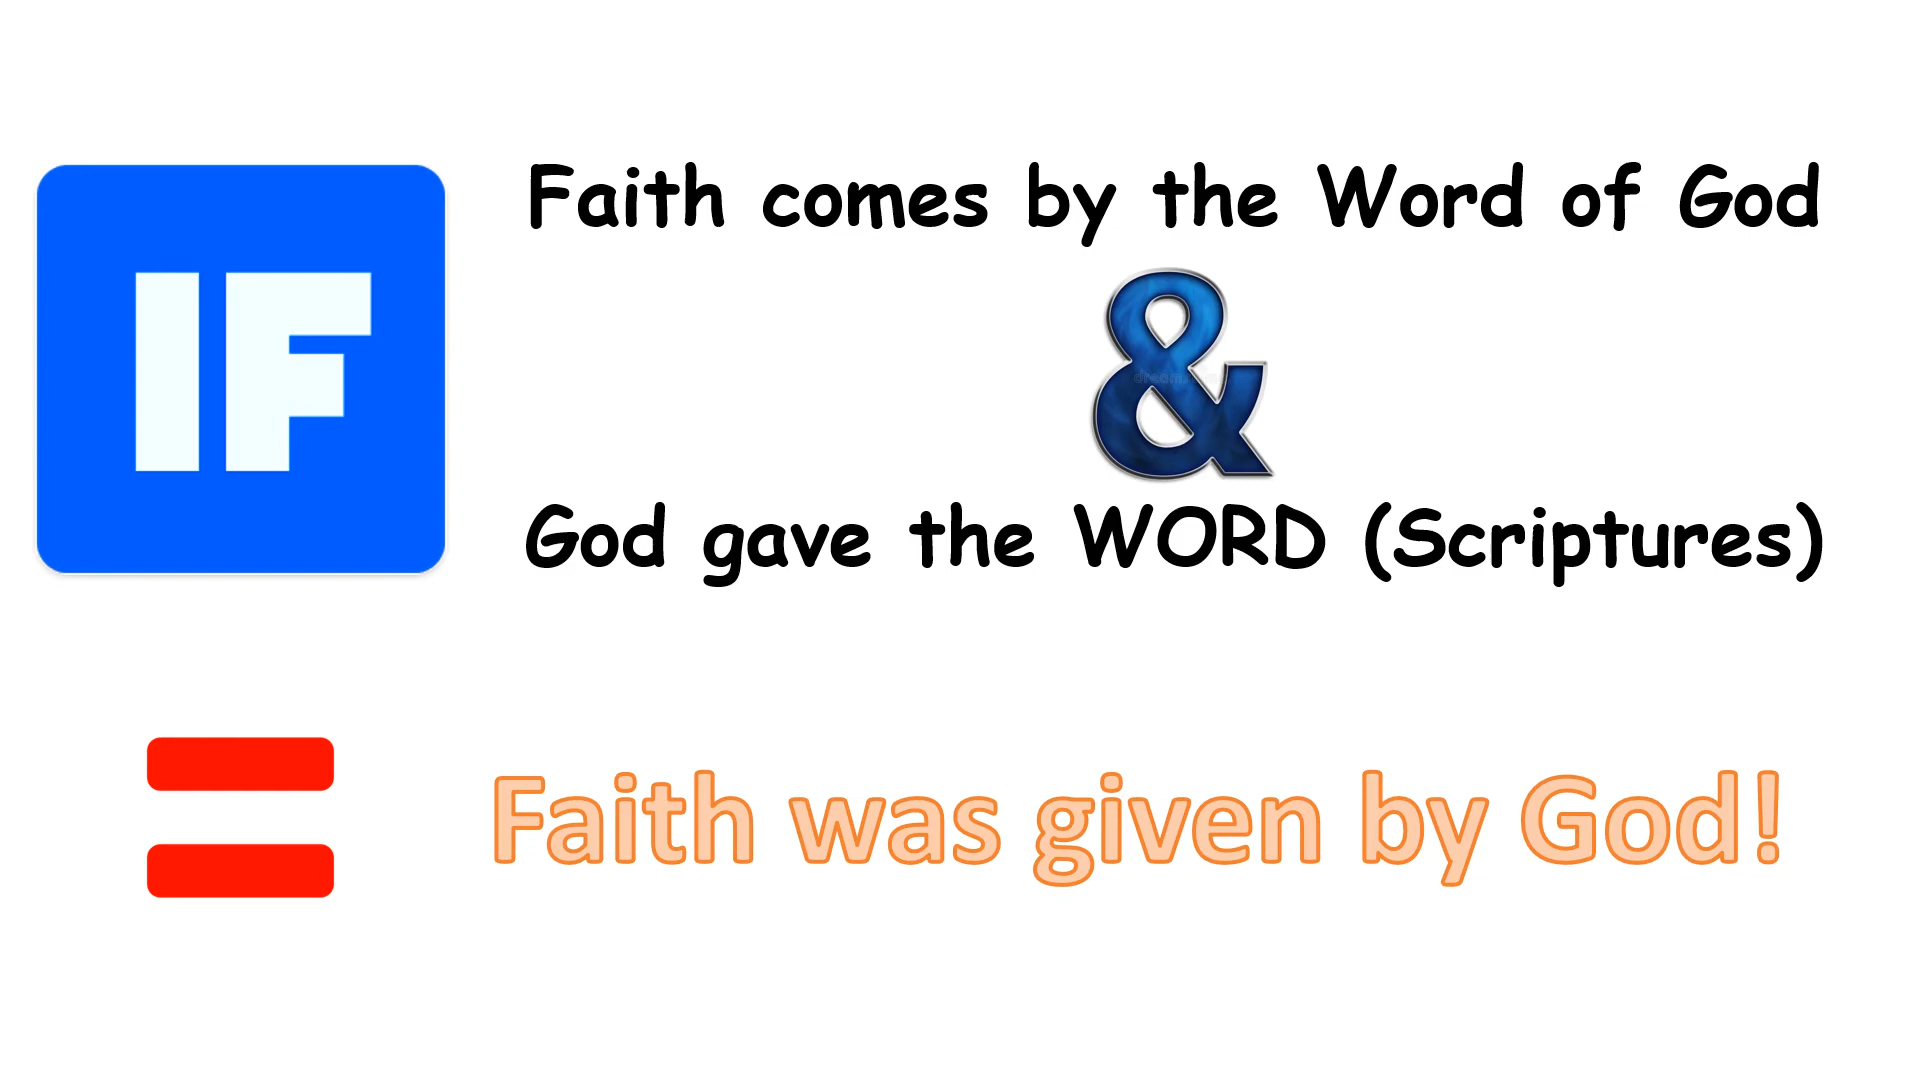 IF
Faith comes by the Word of God
&
God gave the WORD (Scriptures)
=
Faith was given by God!